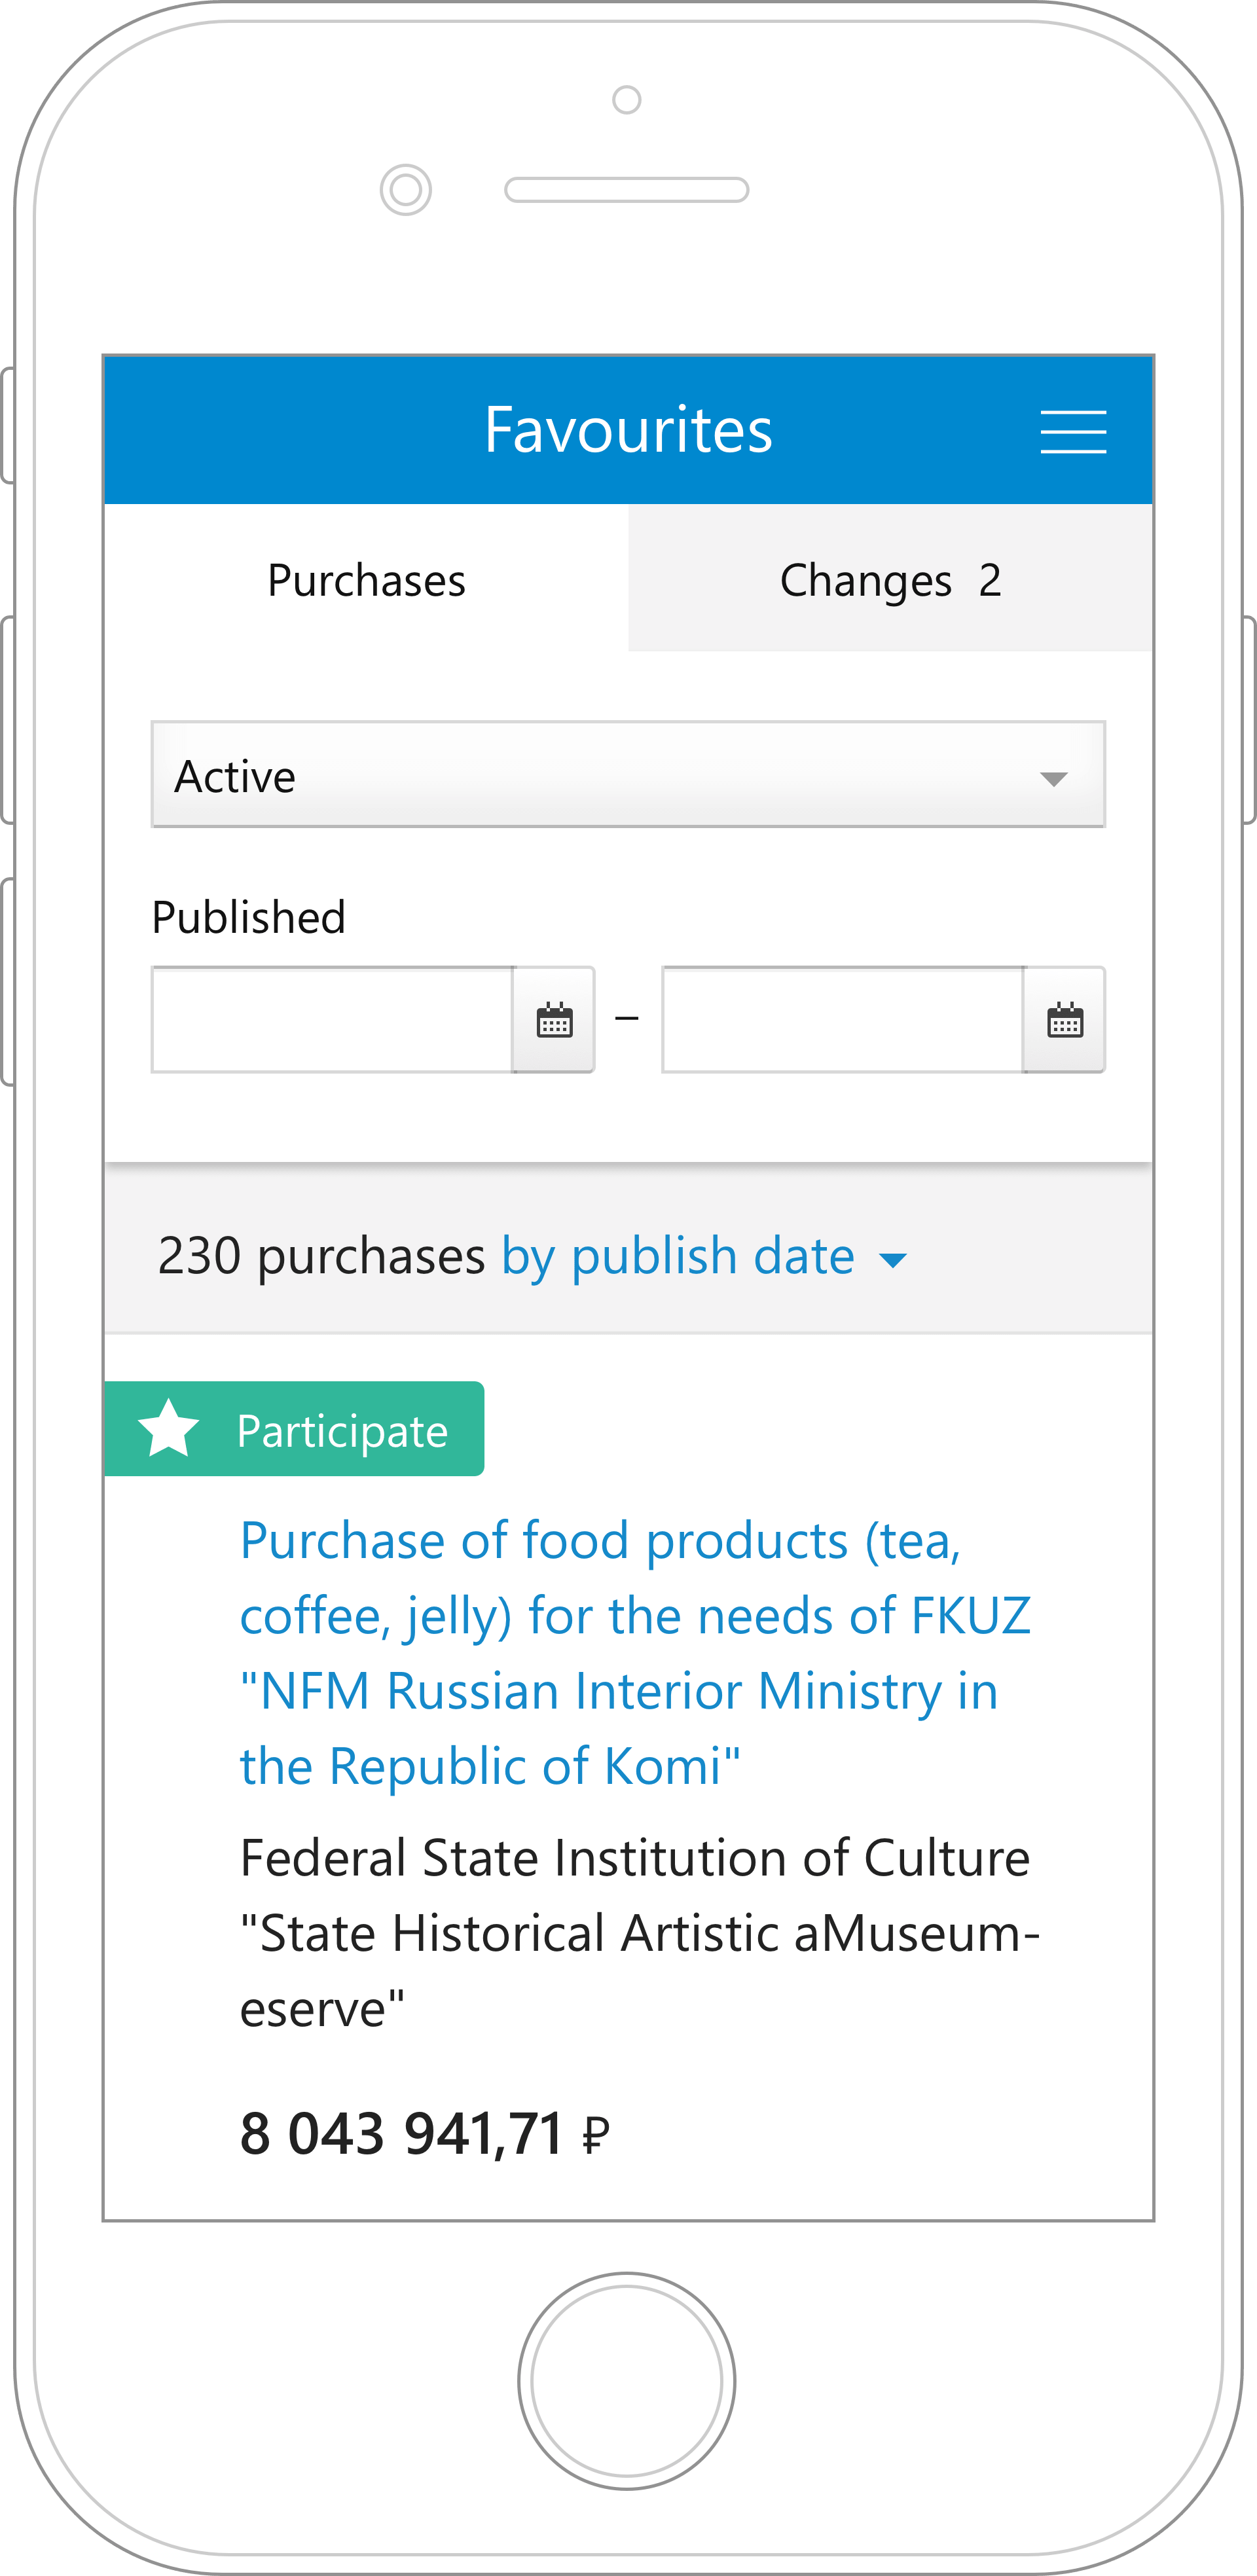 Favourites
Purchases
Changes 2
Active
Published
–
230 purchases by publish date
Participate
Purchase of food products (tea,
coffee, jelly) for the needs of FKUZ
"NFM Russian Interior Ministry in
the Republic of Komi"
Federal State Institution of Culture
"State Historical Artistic aMuseum-
eserve"
8 043 941,71 ₽